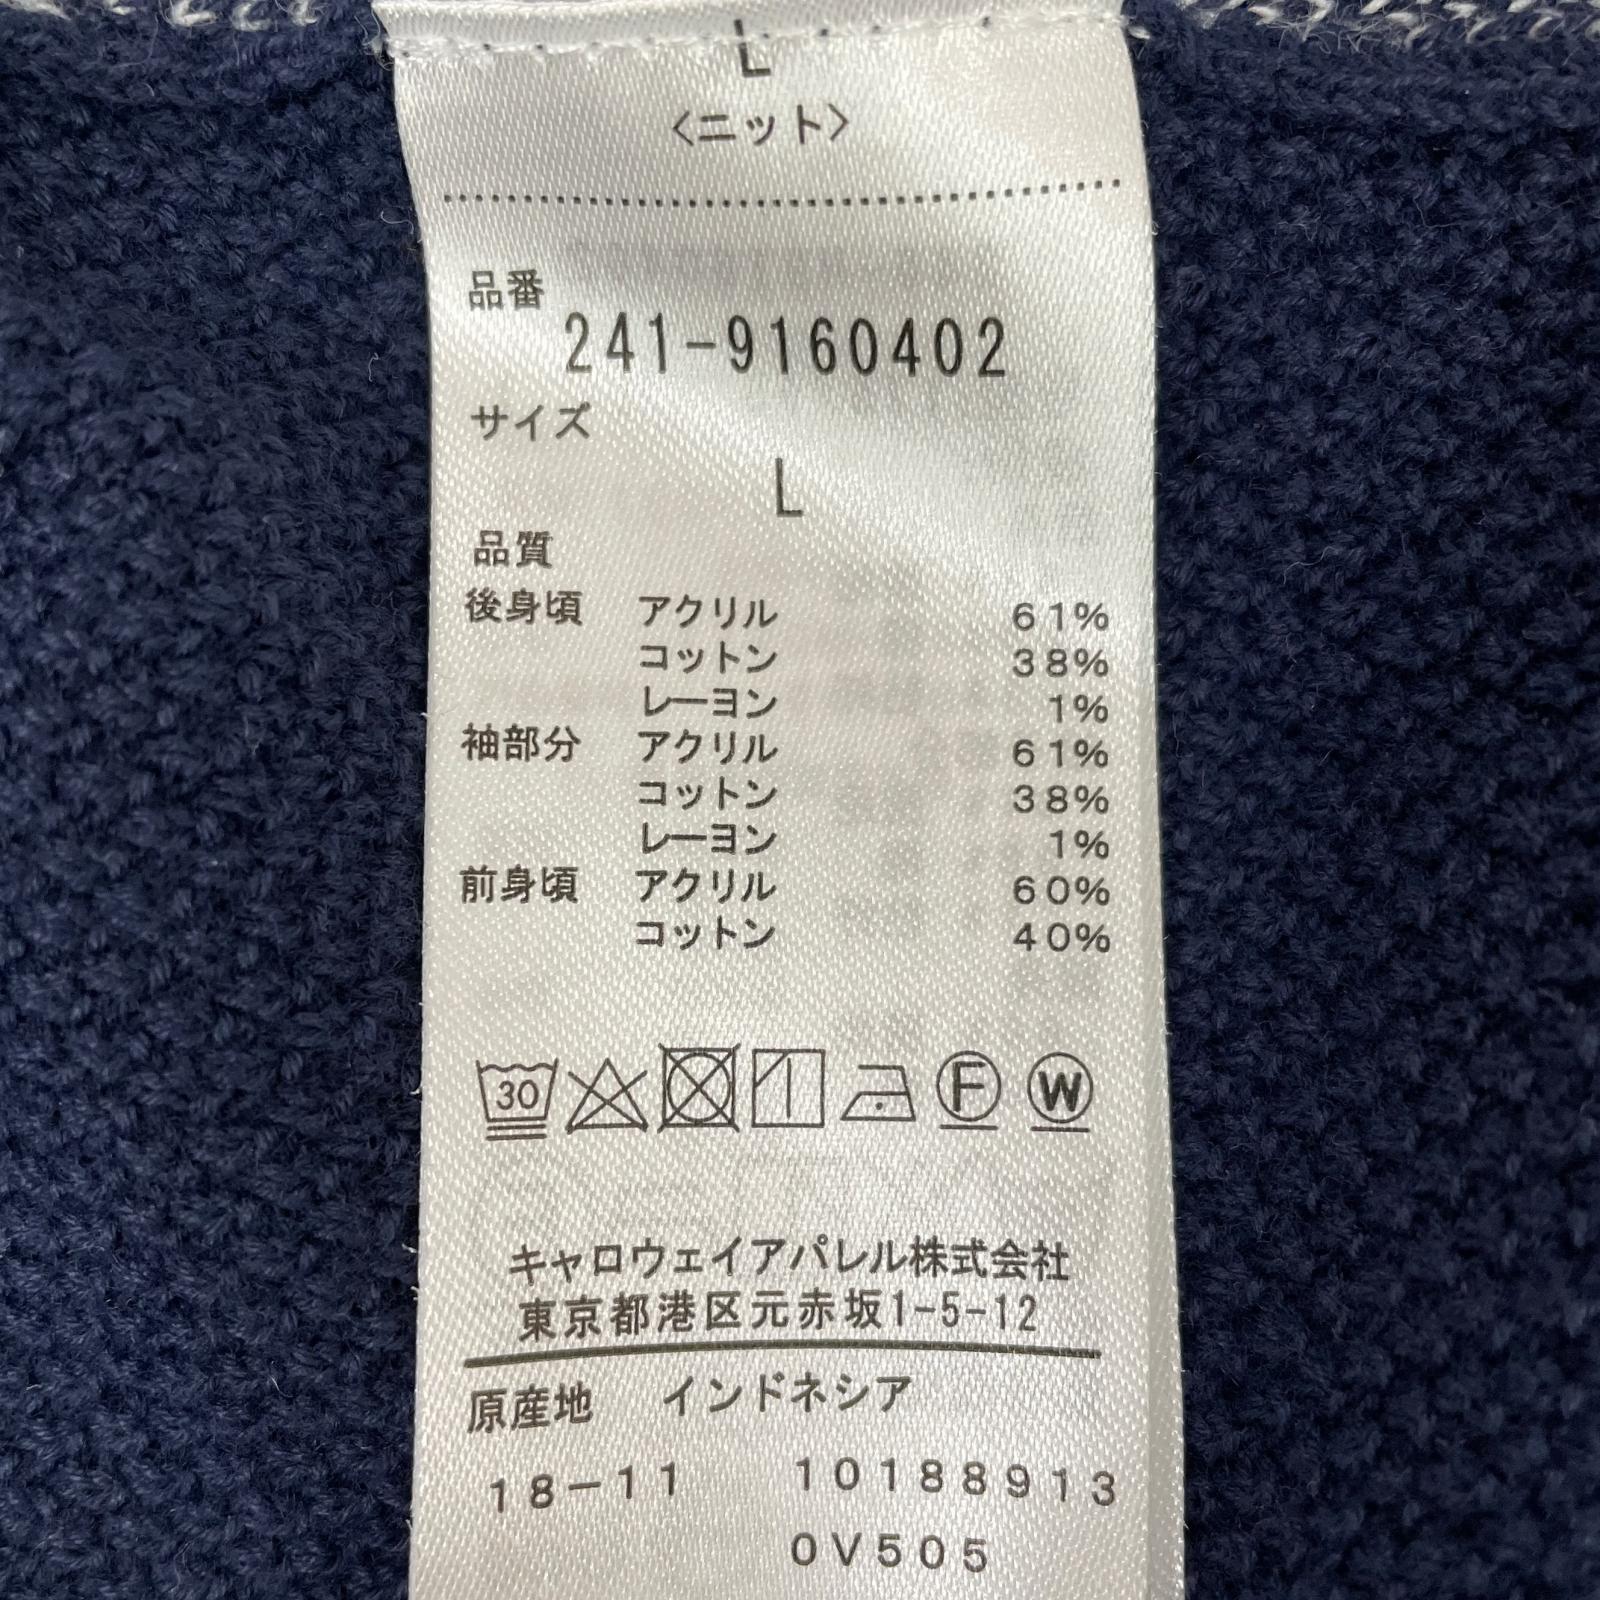 L
〈ニット〉
品番
241-9160402
サイズ
L
品質
後身頃 アクリル 61%
コットン 38%
レーヨン 1%
袖部分 アクリル 61%
コットン 38%
レーヨン 1%
前身頃 アクリル 60%
コットン 40%
30 F W
キャロウェイアパレル株式会社
東京都港区元赤坂1-5-12
原産地 インドネシア
18-11 10188913
0V505